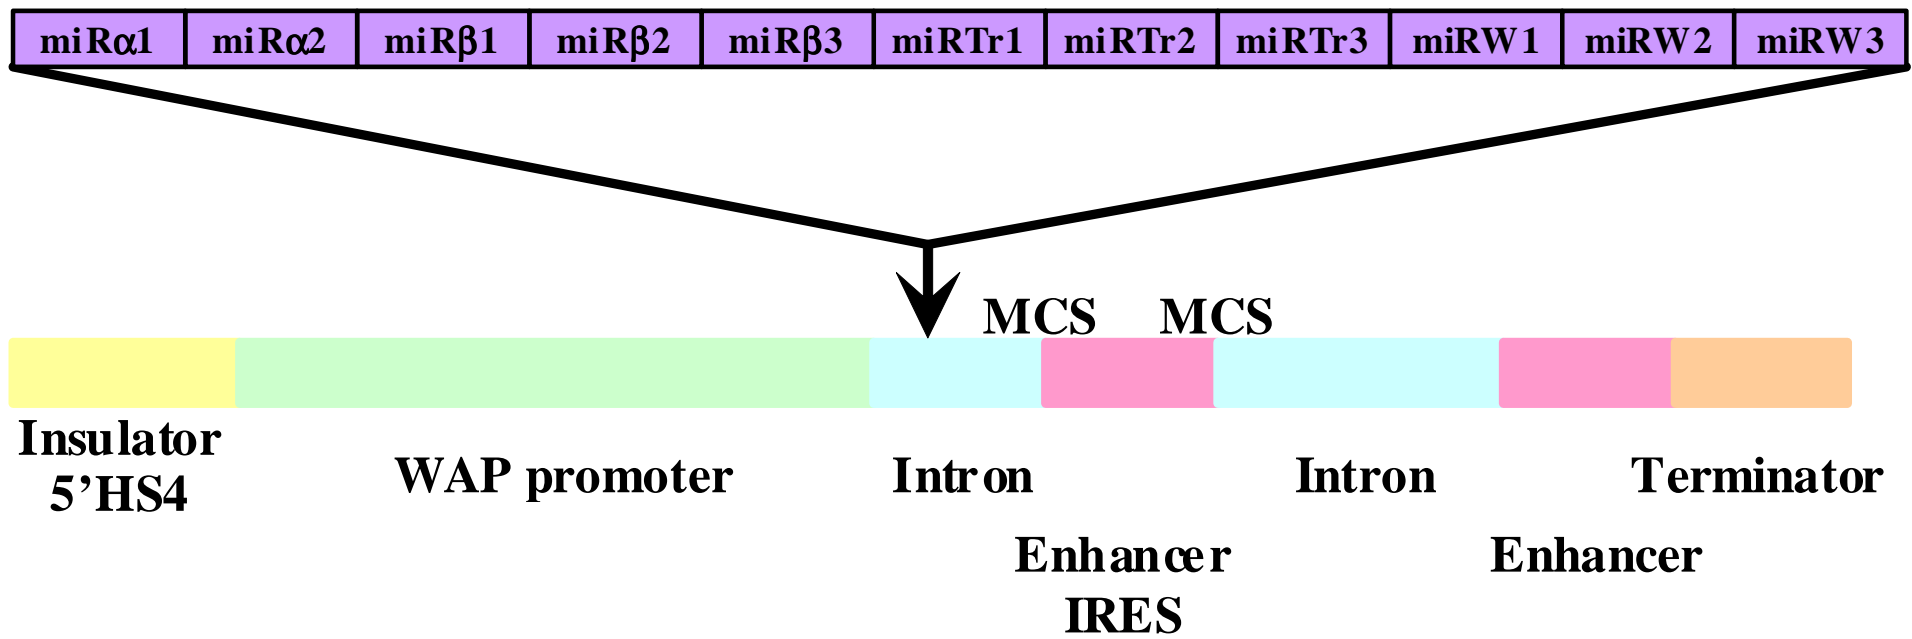 miRα1 miRα2 miRβ1 miRβ2 miRβ3 miRTr1 miRTr2 miRTr3 miRW1 miRW2 miRW3
MCS MCS
Insulator
5’HS4
WAP promoter Intron Intron Terminator
Enhancer Enhancer
IRES